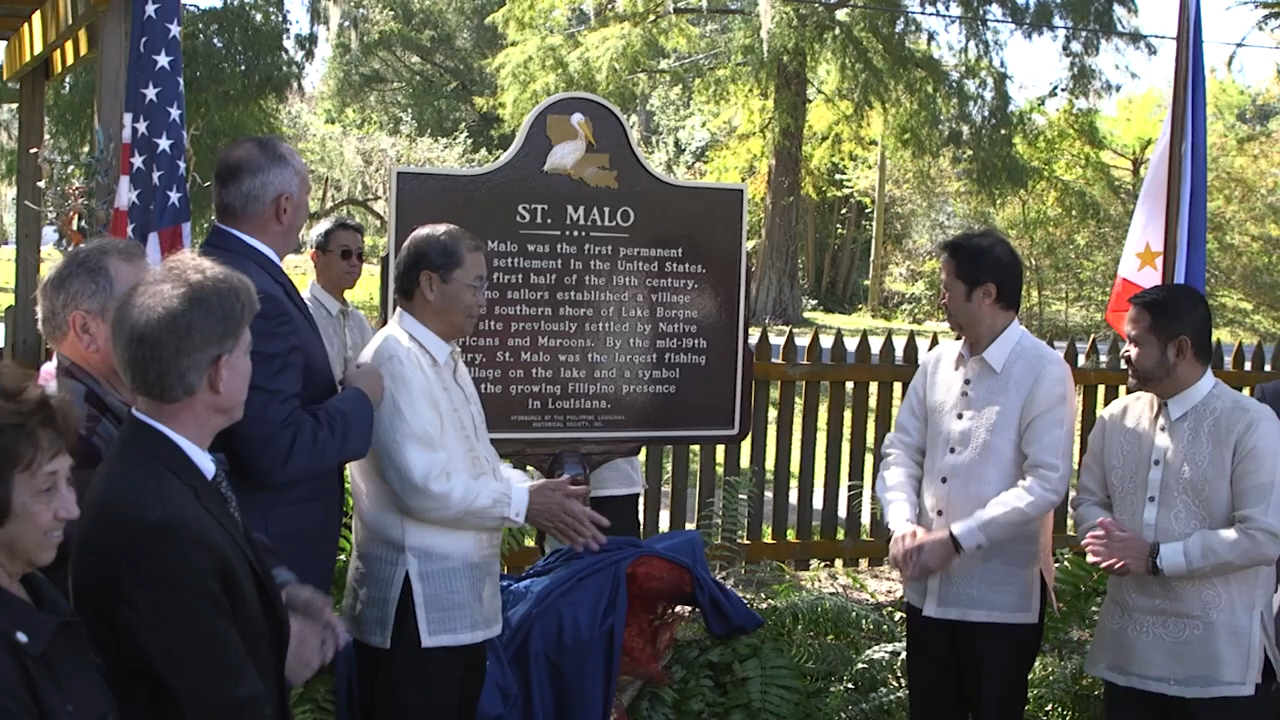 ST. MALO
Malo was the first permanent
settlement in the United States.
first half of the 19th century,
no sailors established a village
southern shore of Lake Borgne
site previously settled by Native
ricans and Maroons. By the mid-19th
ury, St. Malo was the largest fishing
llage on the lake and a symbol
the growing Filipino presence
in Louisiana.
SPONSORED BY THE PHILIPPINE LOUISIANA
HISTORICAL SOCIETY, INC.